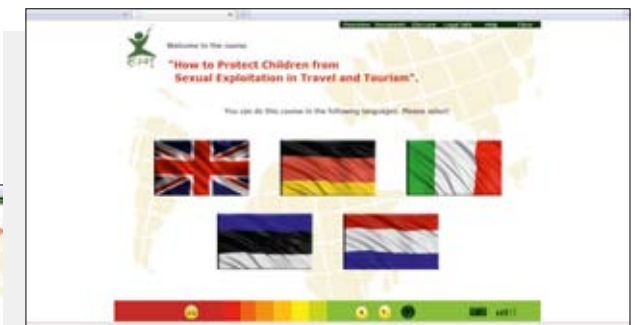 Welcome to the course
"How to Protect Children from
Sexual Exploitation in Travel and Tourism".
You can do this course in the following languages. Please select!